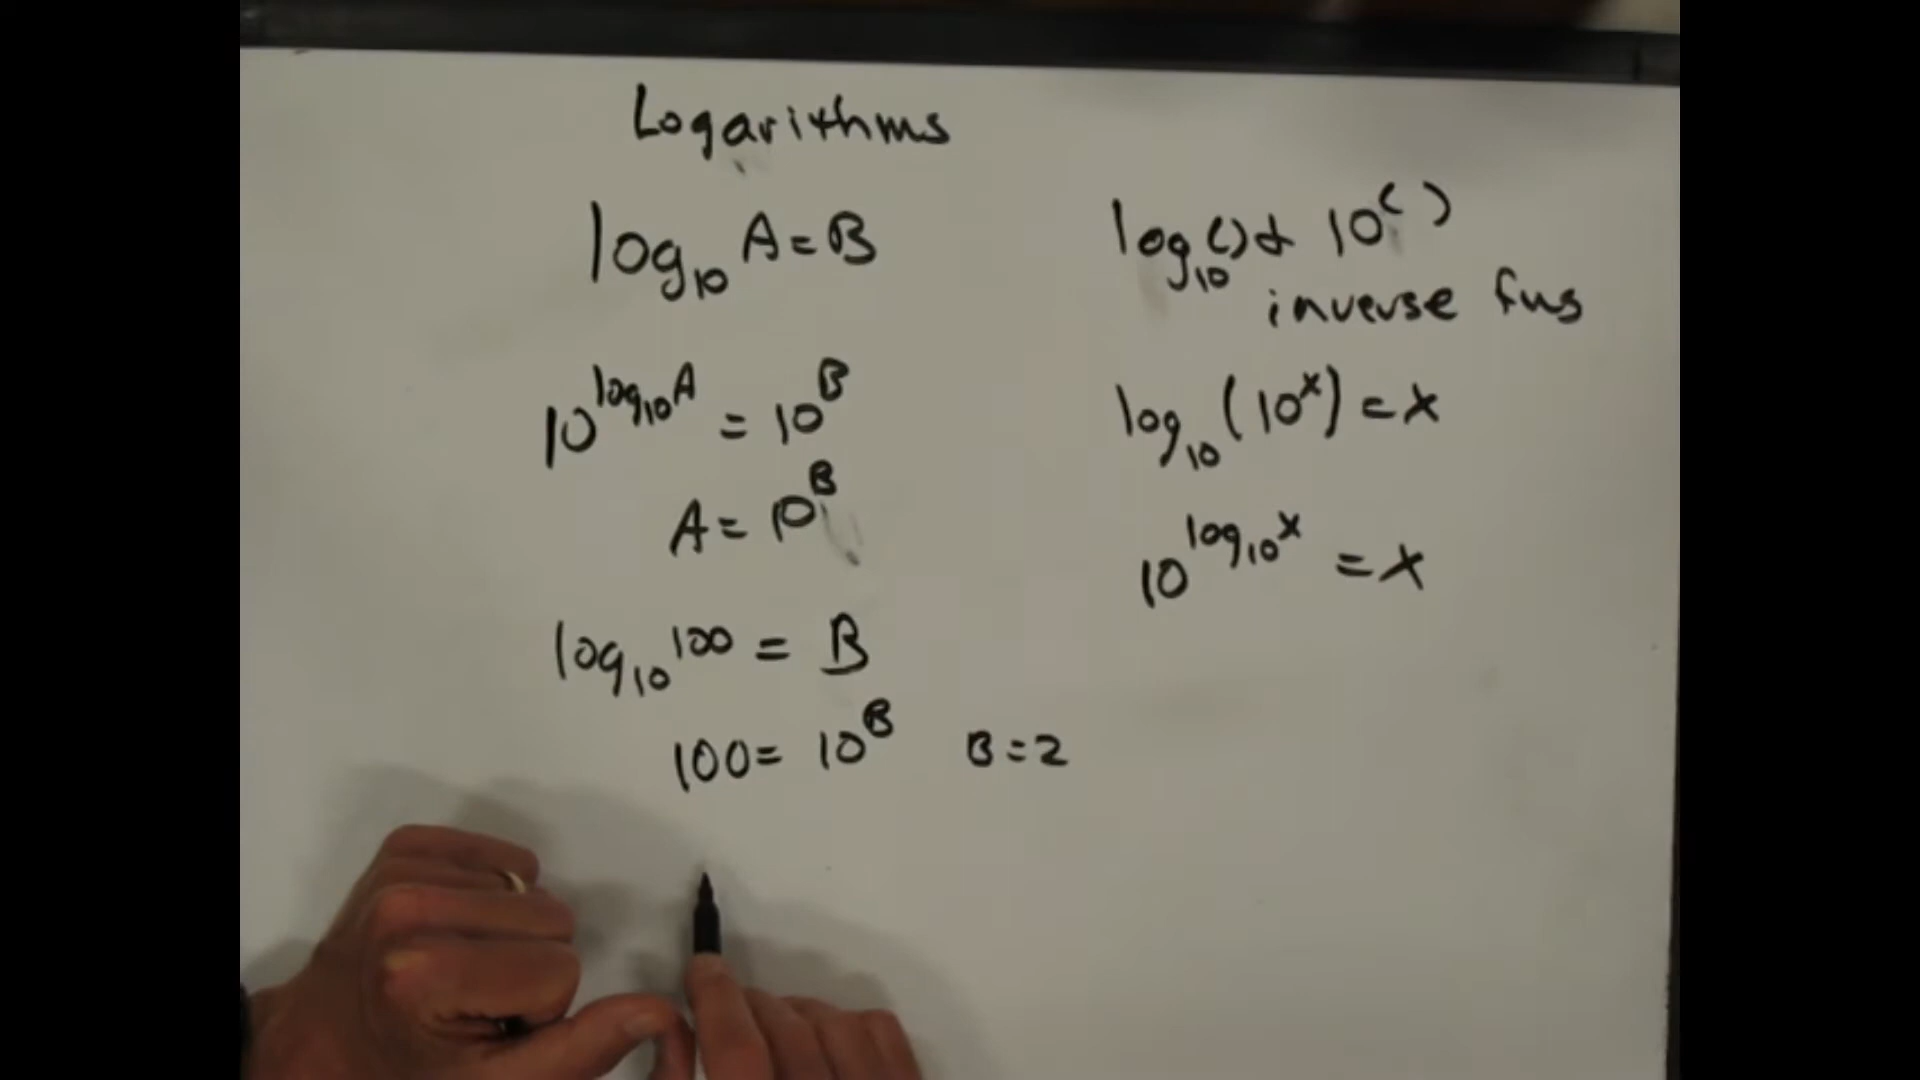 Logarithms
log₁₀ A = B
10^(log₁₀ A) = 10^B
A = 10^B
log₁₀ 100 = B
100 = 10^B   B = 2
log₁₀( ) & 10^( )
inverse fns
log₁₀(10^x) = x
10^(log₁₀ x) = x